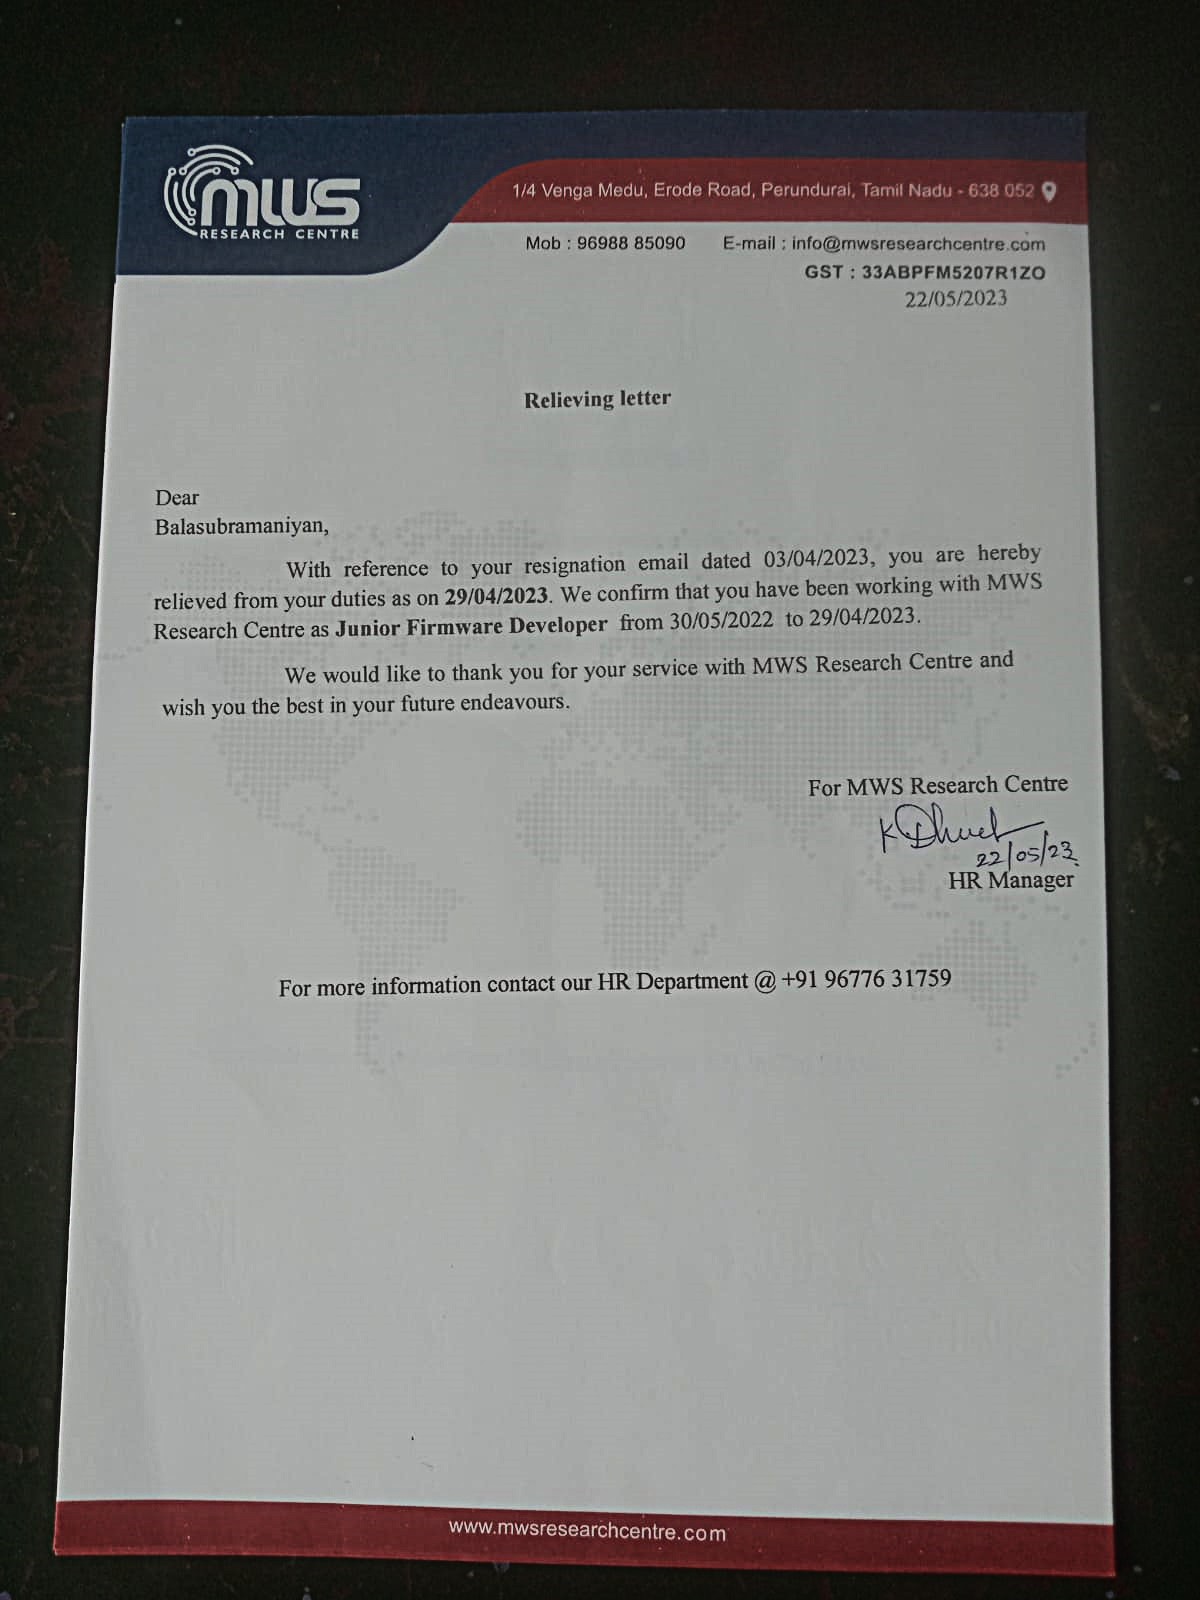 MWS
RESEARCH CENTRE
1/4 Venga Medu, Erode Road, Perundurai, Tamil Nadu - 638 052
Mob : 96988 85090 E-mail : info@mwsresearchcentre.com
GST : 33ABPFM5207R1ZO
22/05/2023
Relieving letter
Dear
Balasubramaniyan,
With reference to your resignation email dated 03/04/2023, you are hereby
relieved from your duties as on 29/04/2023. We confirm that you have been working with MWS
Research Centre as Junior Firmware Developer from 30/05/2022 to 29/04/2023.
We would like to thank you for your service with MWS Research Centre and
wish you the best in your future endeavours.
For MWS Research Centre
22/05/23
HR Manager
For more information contact our HR Department @ +91 96776 31759
www.mwsresearchcentre.com